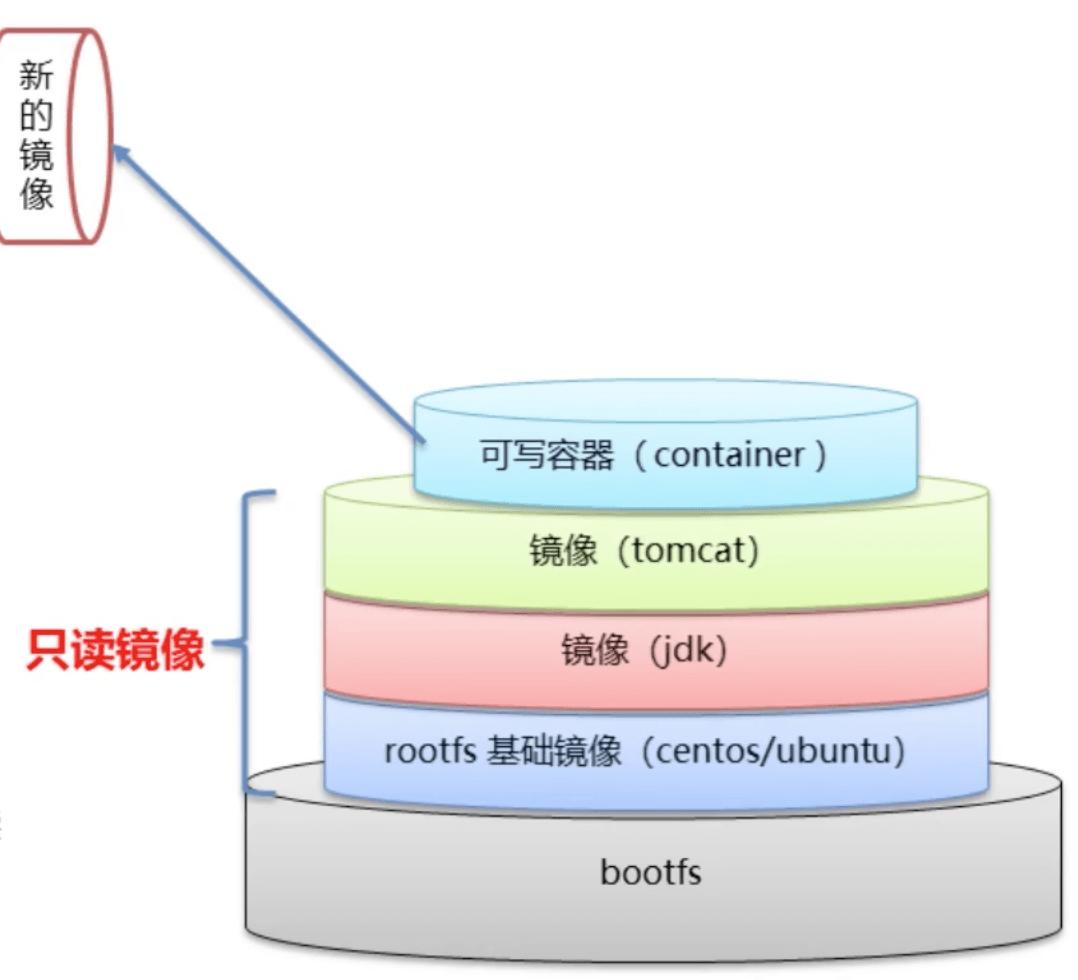 新的镜像
可写容器（container ）
镜像（tomcat）
镜像（jdk）
只读镜像
rootfs 基础镜像（centos/ubuntu）
bootfs